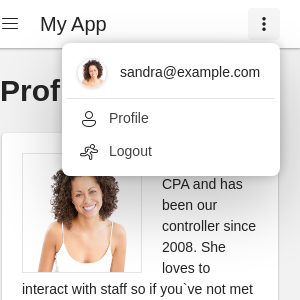 My App
sandra@example.com
Prof
Profile
Logout
CPA and has
been our
controller since
2008. She
loves to
interact with staff so if you`ve not met